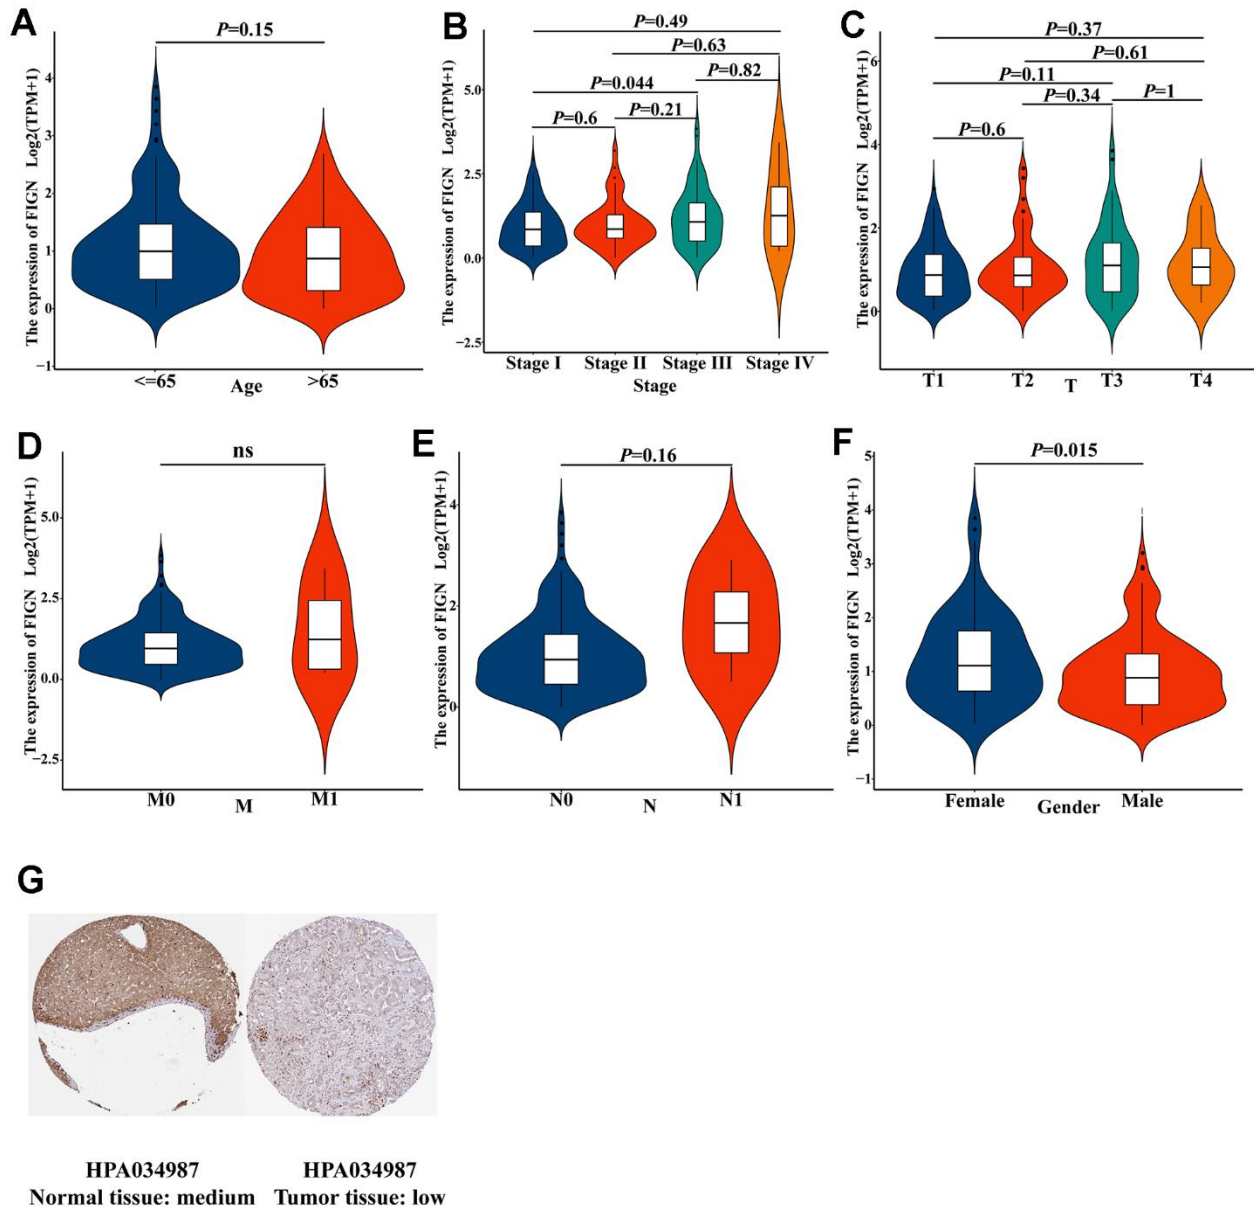 A
P=0.15
The expression of FIGN Log2(TPM+1)
4
3
2
1
0
−1
<=65
Age
>65
B
P=0.49
P=0.63
P=0.044
P=0.82
P=0.6
P=0.21
The expression of FIGN Log2(TPM+1)
5.0
2.5
0.0
−2.5
Stage I
Stage II
Stage III
Stage IV
Stage
C
P=0.37
P=0.61
P=0.11
P=0.34
P=1
P=0.6
The expression of FIGN Log2(TPM+1)
6
4
2
0
T1
T2
T
T3
T4
D
ns
The expression of FIGN Log2(TPM+1)
5.0
2.5
0.0
−2.5
M0
M
M1
E
P=0.16
The expression of FIGN Log2(TPM+1)
4
2
0
N0
N
N1
F
P=0.015
The expression of FIGN Log2(TPM+1)
5
4
3
2
1
0
−1
Female
Gender
Male
G
HPA034987
Normal tissue: medium
HPA034987
Tumor tissue: low